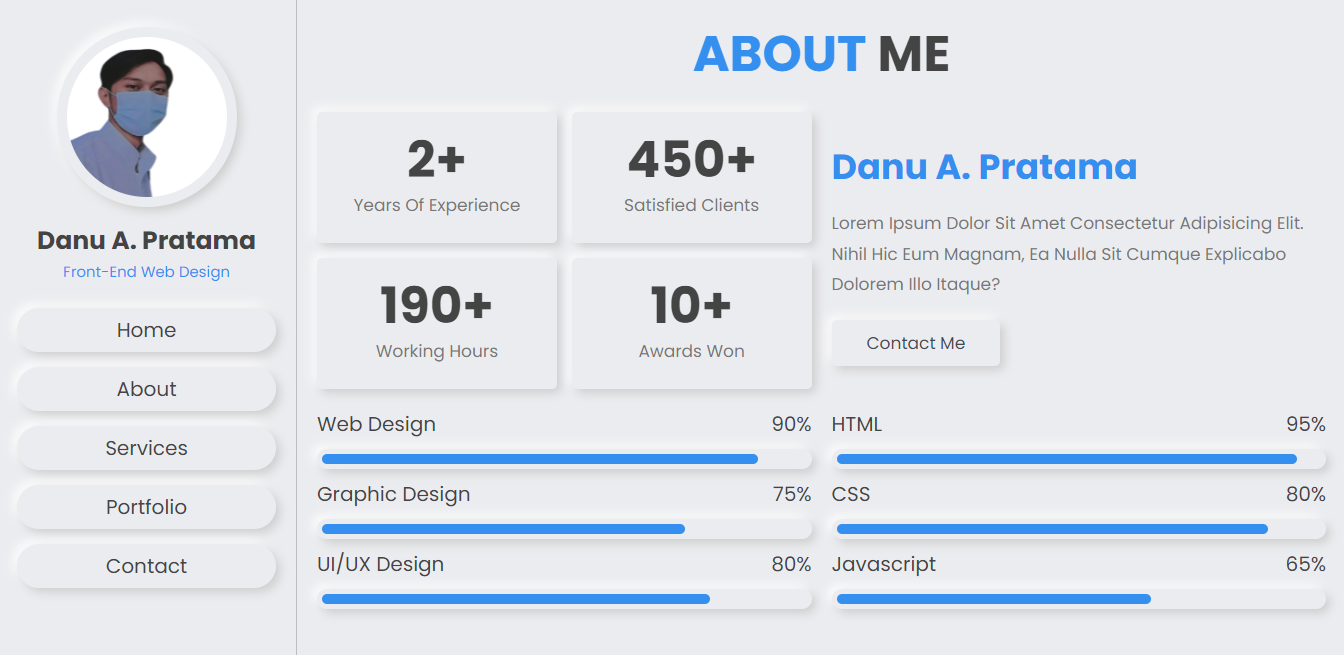 Danu A. Pratama
Front-End Web Design
Home
About
Services
Portfolio
Contact
ABOUT ME
2+
Years Of Experience
450+
Satisfied Clients
190+
Working Hours
10+
Awards Won
Danu A. Pratama
Lorem Ipsum Dolor Sit Amet Consectetur Adipisicing Elit.
Nihil Hic Eum Magnam, Ea Nulla Sit Cumque Explicabo
Dolorem Illo Itaque?
Contact Me
Web Design 90%
Graphic Design 75%
UI/UX Design 80%
HTML 95%
CSS 80%
Javascript 65%